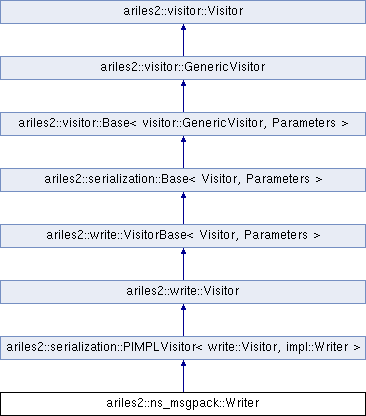 ariles2::visitor::Visitor
ariles2::visitor::GenericVisitor
ariles2::visitor::Base< visitor::GenericVisitor, Parameters >
ariles2::serialization::Base< Visitor, Parameters >
ariles2::write::VisitorBase< Visitor, Parameters >
ariles2::write::Visitor
ariles2::serialization::PIMPLVisitor< write::Visitor, impl::Writer >
ariles2::ns_msgpack::Writer